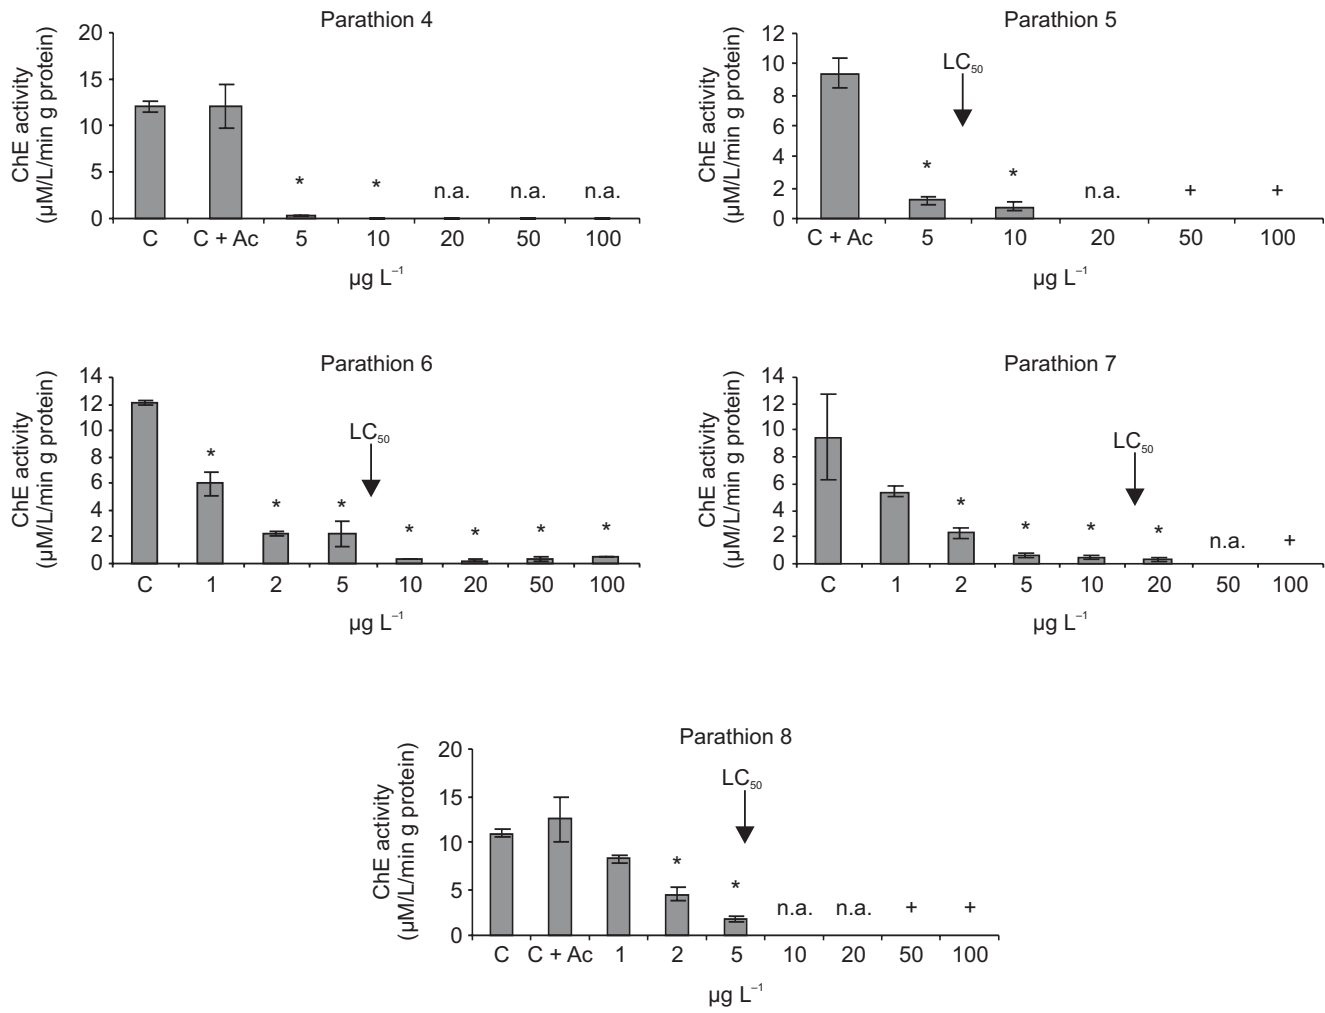 Parathion 4
ChE activity
(µM/L/min g protein)
20
15
10
5
0
* * n.a. n.a. n.a.
C C + Ac 5 10 20 50 100
µg L⁻¹
Parathion 5
ChE activity
(µM/L/min g protein)
12
10
8
6
4
2
0
LC₅₀
* * n.a. + +
C + Ac 5 10 20 50 100
µg L⁻¹
Parathion 6
ChE activity
(µM/L/min g protein)
14
12
10
8
6
4
2
0
LC₅₀
* * * * * * *
C 1 2 5 10 20 50 100
µg L⁻¹
Parathion 7
ChE activity
(µM/L/min g protein)
14
12
10
8
6
4
2
0
LC₅₀
* * * * n.a. +
C 1 2 5 10 20 50 100
µg L⁻¹
Parathion 8
ChE activity
(µM/L/min g protein)
20
15
10
5
0
LC₅₀
* * n.a. n.a. + +
C C + Ac 1 2 5 10 20 50 100
µg L⁻¹